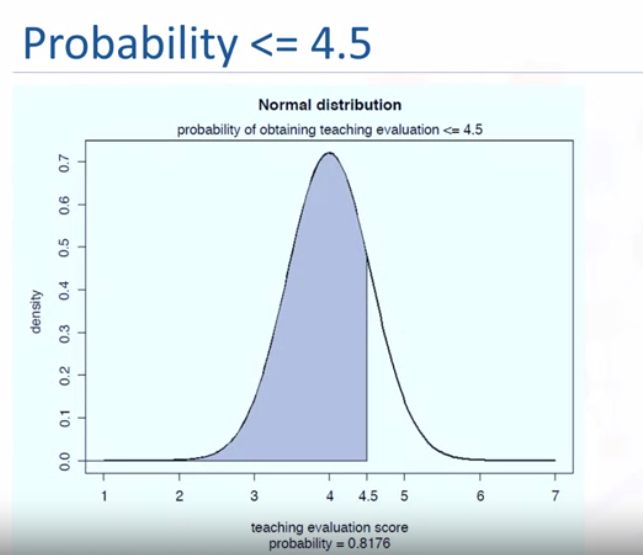 Probability <= 4.5
Normal distribution
probability of obtaining teaching evaluation <= 4.5
0.7
0.6
0.5
0.4
0.3
0.2
0.1
0.0
density
1 2 3 4 4.5 5 6 7
teaching evaluation score
probability = 0.8176